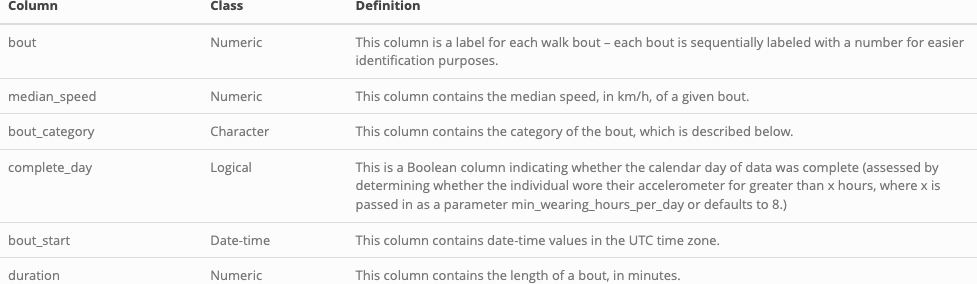 Column Class Definition
bout Numeric This column is a label for each walk bout – each bout is sequentially labeled with a number for easier
identification purposes.
median_speed Numeric This column contains the median speed, in km/h, of a given bout.
bout_category Character This column contains the category of the bout, which is described below.
complete_day Logical This is a Boolean column indicating whether the calendar day of data was complete (assessed by
determining whether the individual wore their accelerometer for greater than x hours, where x is
passed in as a parameter min_wearing_hours_per_day or defaults to 8.)
bout_start Date-time This column contains date-time values in the UTC time zone.
duration Numeric This column contains the length of a bout, in minutes.